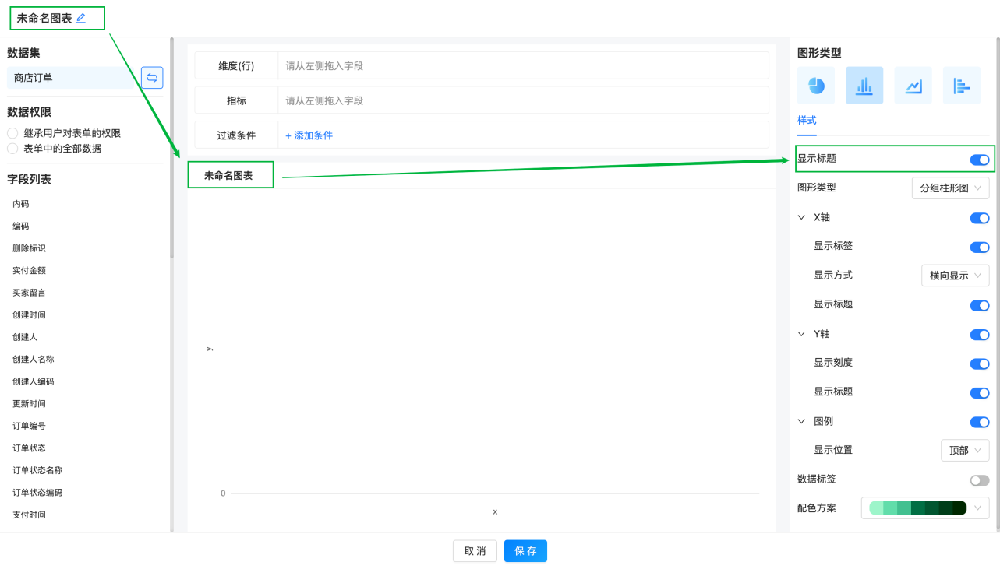 未命名图表
数据集
商店订单
数据权限
继承用户对表单的权限
表单中的全部数据
字段列表
内码
编码
删除标识
实付金额
买家留言
创建时间
创建人
创建人名称
创建人编码
更新时间
订单编号
订单状态
订单状态名称
订单状态编码
支付时间
维度(行) 请从左侧拖入字段
指标 请从左侧拖入字段
过滤条件 + 添加条件
未命名图表
y
0
x
图形类型
样式
显示标题
图形类型 分组柱形图
X轴
显示标签
显示方式 横向显示
显示标题
Y轴
显示刻度
显示标题
图例
显示位置 顶部
数据标签
配色方案
取消 保存